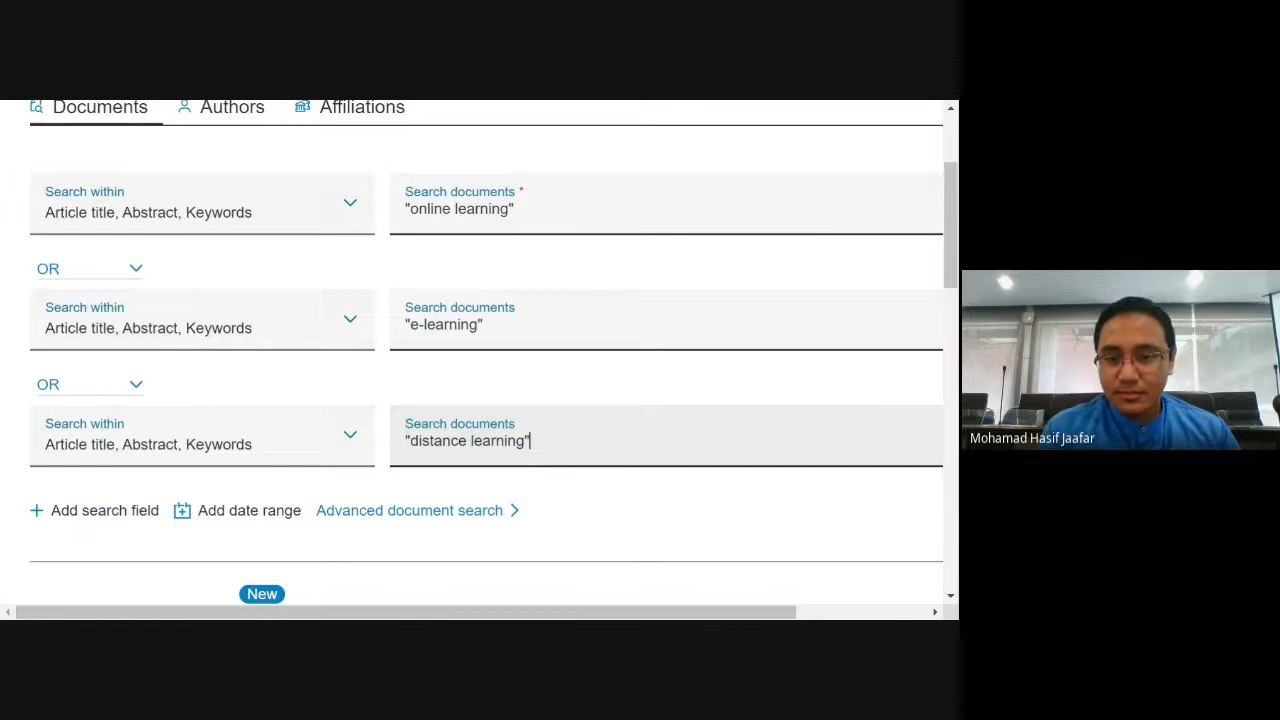 Documents Authors Affiliations
Search within
Article title, Abstract, Keywords
Search documents *
"online learning"
OR
Search within
Article title, Abstract, Keywords
Search documents
"e-learning"
OR
Search within
Article title, Abstract, Keywords
Search documents
"distance learning"
+ Add search field Add date range Advanced document search >
New
Mohamad Hasif Jaafar